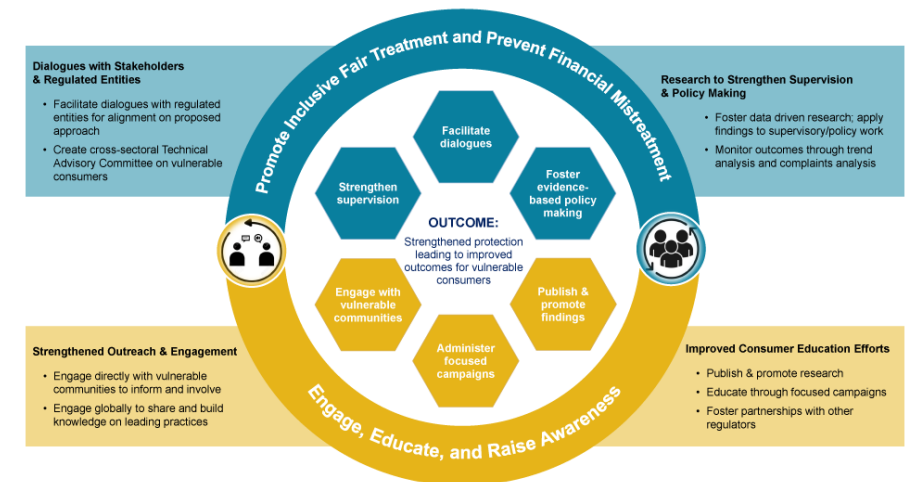 Promote Inclusive Fair Treatment and Prevent Financial Mistreatment
Dialogues with Stakeholders
& Regulated Entities
• Facilitate dialogues with regulated
entities for alignment on proposed
approach
• Create cross-sectoral Technical
Advisory Committee on vulnerable
consumers
Research to Strengthen Supervision
& Policy Making
• Foster data driven research; apply
findings to supervisory/policy work
• Monitor outcomes through trend
analysis and complaints analysis
Facilitate
dialogues
Strengthen
supervision
Foster
evidence-
based policy
making
OUTCOME:
Strengthened protection
leading to improved
outcomes for vulnerable
consumers
Engage with
vulnerable
communities
Publish &
promote
findings
Administer
focused
campaigns
Strengthened Outreach & Engagement
• Engage directly with vulnerable
communities to inform and involve
• Engage globally to share and build
knowledge on leading practices
Improved Consumer Education Efforts
• Publish & promote research
• Educate through focused campaigns
• Foster partnerships with other
regulators
Engage, Educate, and Raise Awareness